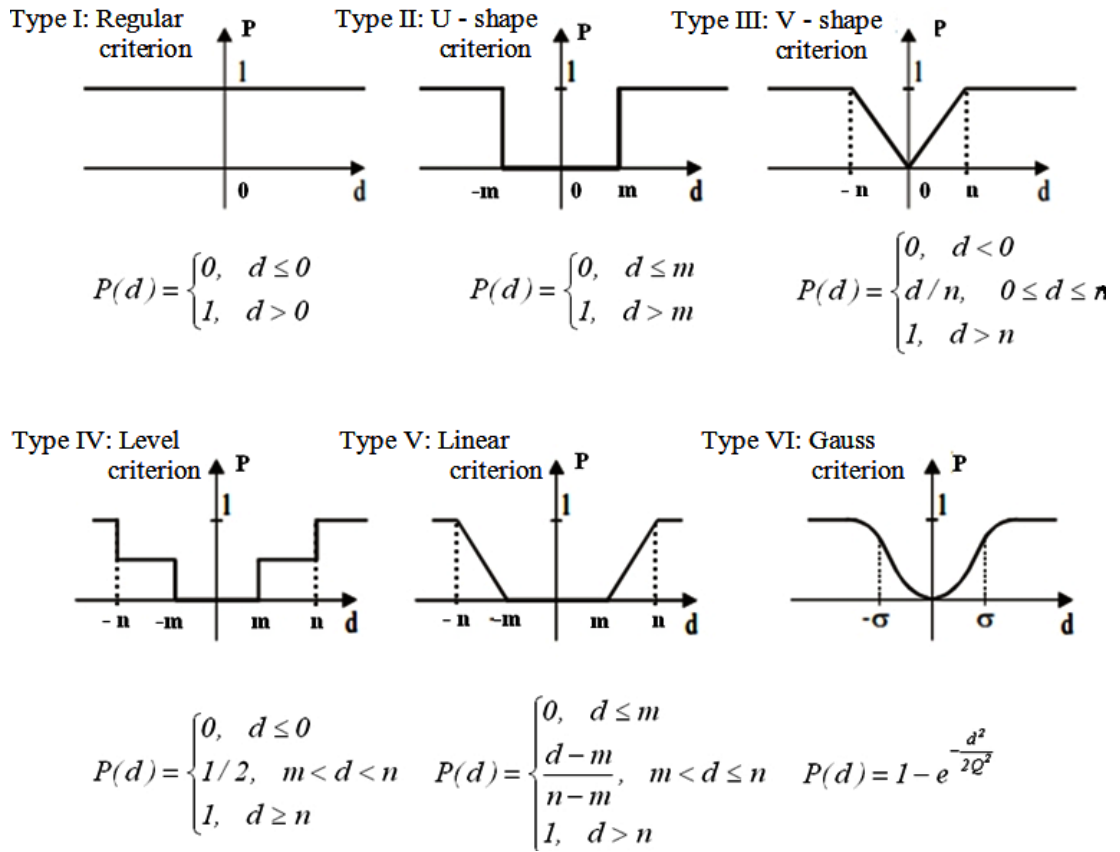 Type I: Regular criterion
P
1
0
d
P(d) = {0, d ≤ 0
1, d > 0
Type II: U - shape criterion
P
1
-m
0
m
d
P(d) = {0, d ≤ m
1, d > m
Type III: V - shape criterion
P
1
- n
0
n
d
P(d) = {0, d < 0
d / n, 0 ≤ d ≤ n
1, d > n
Type IV: Level criterion
P
1
- n
-m
m
n
d
P(d) = {0, d ≤ 0
1/2, m < d < n
1, d ≥ n
Type V: Linear criterion
P
1
- n
-m
m
n
d
P(d) = {0, d ≤ m
d - m / n - m, m < d ≤ n
1, d > n
Type VI: Gauss criterion
P
1
-σ
σ
d
P(d) = 1 - e^(-d²/2Q²)